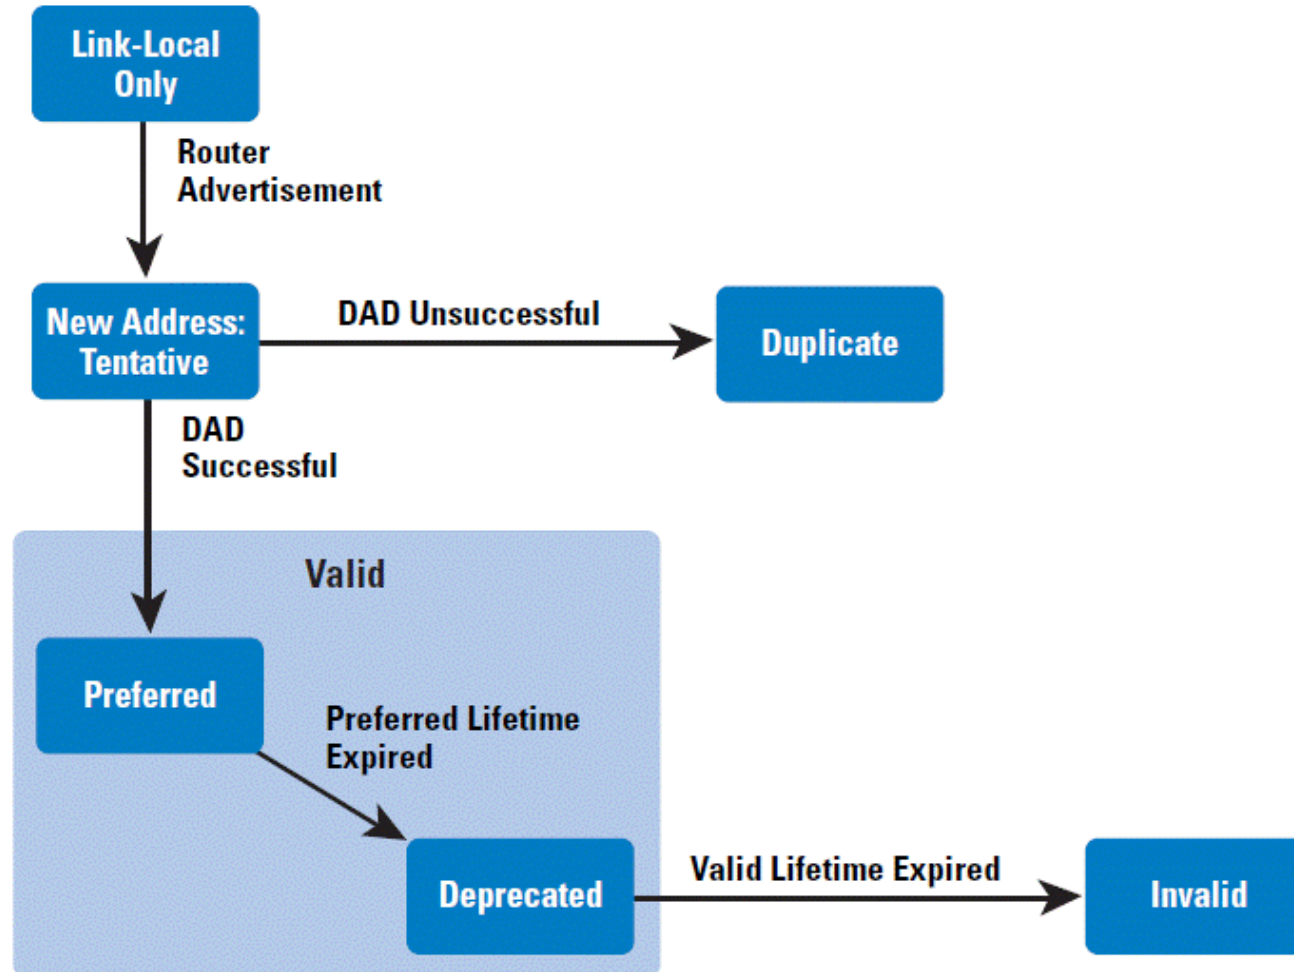 Link-Local
Only
Router
Advertisement
New Address:
Tentative
DAD Unsuccessful
Duplicate
DAD
Successful
Valid
Preferred
Preferred Lifetime
Expired
Deprecated
Valid Lifetime Expired
Invalid